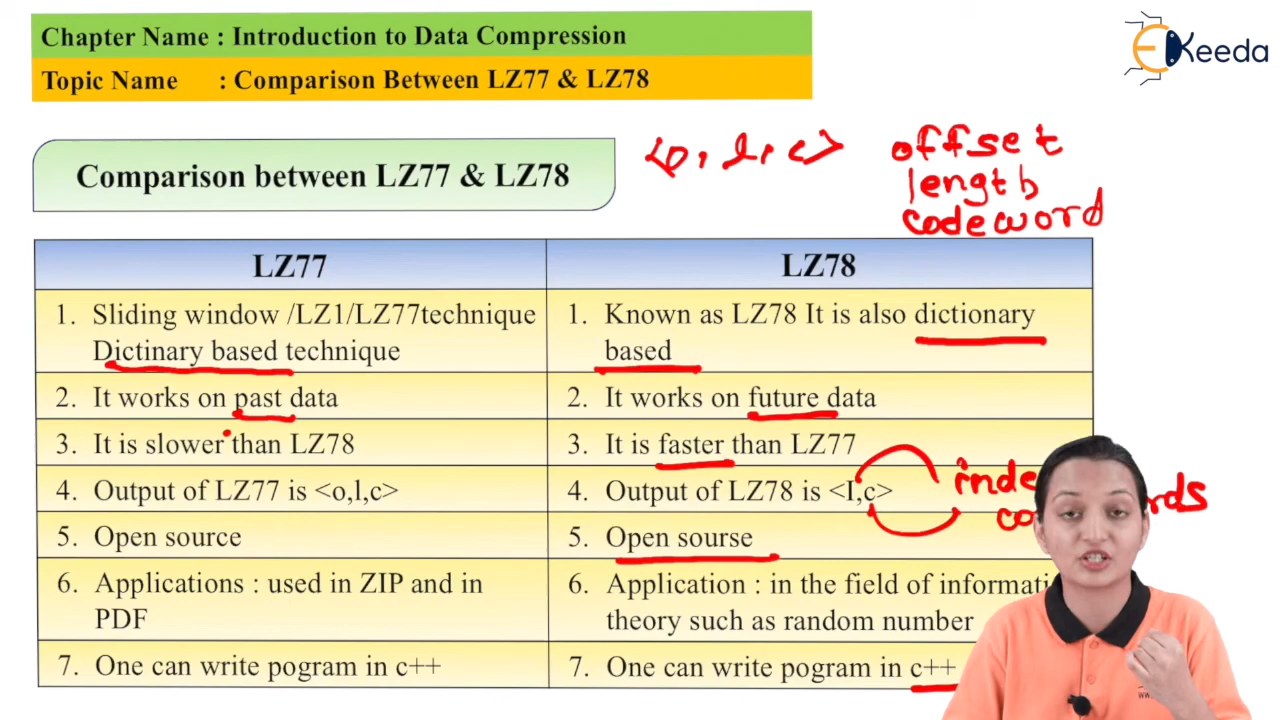 Chapter Name : Introduction to Data Compression
Topic Name : Comparison Between LZ77 & LZ78
EKeeda
Comparison between LZ77 & LZ78
<o, l, c>
offset
length
codeword
LZ77
LZ78
1. Sliding window /LZ1/LZ77technique
Dictinary based technique
1. Known as LZ78 It is also dictionary
based
2. It works on past data
2. It works on future data
3. It is slower than LZ78
3. It is faster than LZ77
4. Output of LZ77 is <o,l,c>
4. Output of LZ78 is <I,c>
5. Open source
5. Open sourse
6. Applications : used in ZIP and in
PDF
6. Application : in the field of
theory such as random number
7. One can write pogram in c++
7. One can write pogram in c++